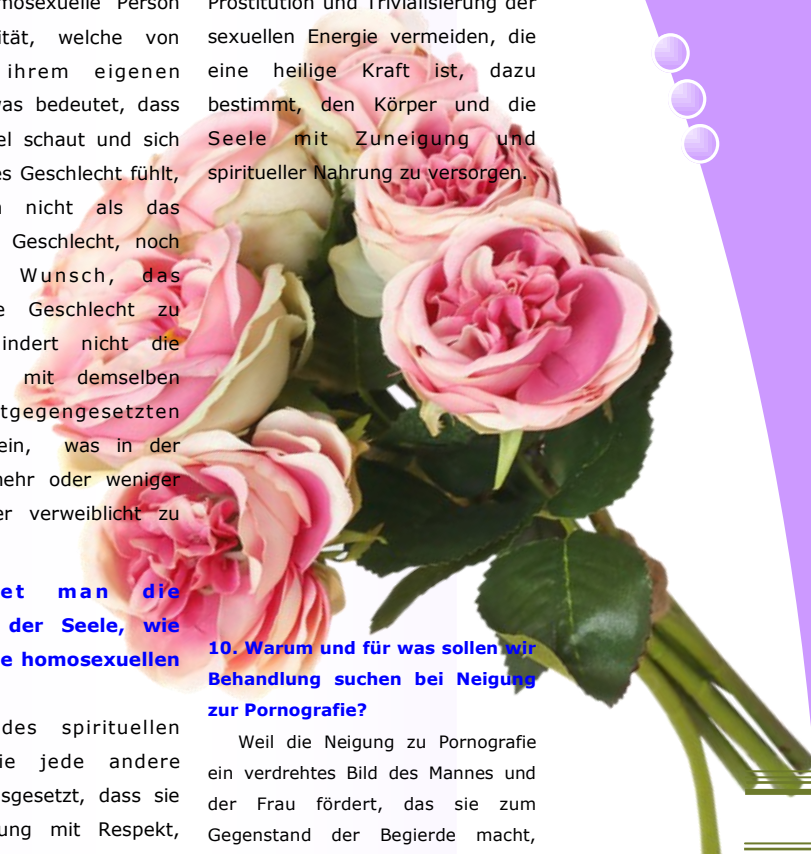 mosexuelle Person
ität, welche von
ihrem eigenen
was bedeutet, dass
el schaut und sich
es Geschlecht fühlt,
nicht als das
Geschlecht, noch
Wunsch, das
e Geschlecht zu
indert nicht die
mit demselben
tgegengesetzten
ein, was in der
mehr oder weniger
er verweiblicht zu
et man die
der Seele, wie
e homosexuellen
des spirituellen
ie jede andere
sgesetzt, dass sie
ung mit Respekt,
Prostitution und Trivialisierung der
sexuellen Energie vermeiden, die
eine heilige Kraft ist, dazu
bestimmt, den Körper und die
Seele mit Zuneigung und
spiritueller Nahrung zu versorgen.
10. Warum und für was sollen wir
Behandlung suchen bei Neigung
zur Pornografie?
Weil die Neigung zu Pornografie
ein verdrehtes Bild des Mannes und
der Frau fördert, das sie zum
Gegenstand der Begierde macht,